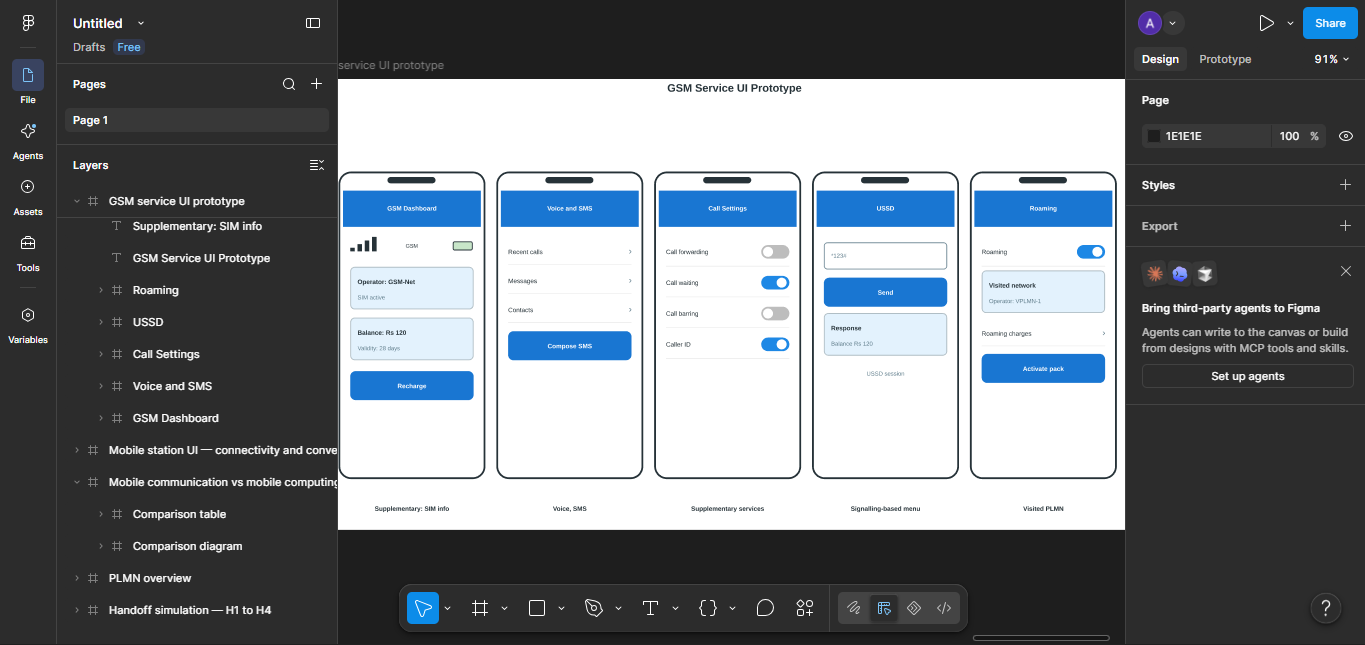 Untitled
Drafts Free
File
Agents
Assets
Tools
Variables
Pages
Page 1
Layers
GSM service UI prototype
Supplementary: SIM info
GSM Service UI Prototype
Roaming
USSD
Call Settings
Voice and SMS
GSM Dashboard
Mobile station UI — connectivity and conve
Mobile communication vs mobile computing
Comparison table
Comparison diagram
PLMN overview
Handoff simulation — H1 to H4
service UI prototype
GSM Service UI Prototype
GSM Dashboard
GSM
Operator: GSM-Net
SIM active
Balance: Rs 120
Validity: 28 days
Recharge
Supplementary: SIM info
Voice and SMS
Recent calls
Messages
Contacts
Compose SMS
Voice, SMS
Call Settings
Call forwarding
Call waiting
Call barring
Caller ID
Supplementary services
USSD
*123#
Send
Response
Balance Rs 120
USSD session
Signalling-based menu
Roaming
Roaming
Visited network
Operator: VPLMN-1
Roaming charges
Activate pack
Visited PLMN
A
Share
Design Prototype 91%
Page
1E1E1E 100 %
Styles
Export
Bring third-party agents to Figma
Agents can write to the canvas or build
from designs with MCP tools and skills.
Set up agents
?